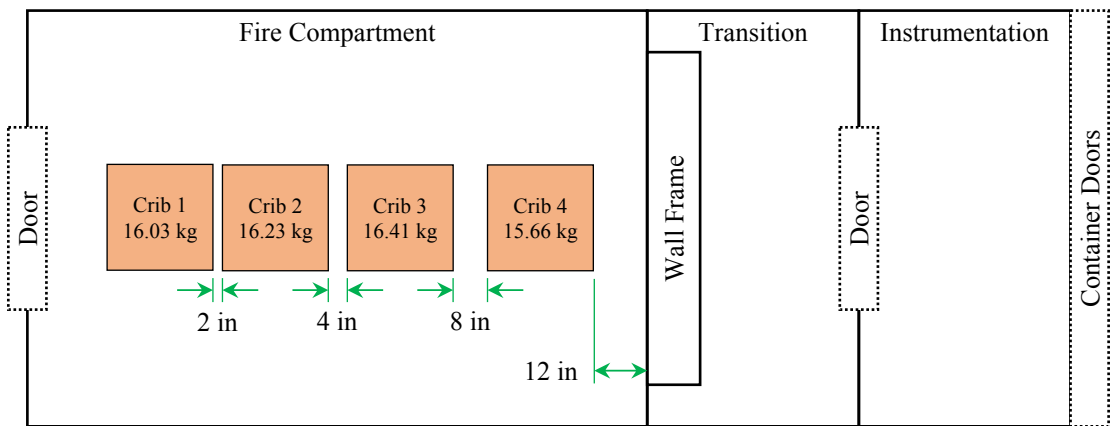 Fire Compartment
Transition
Instrumentation
Door
Crib 1
16.03 kg
Crib 2
16.23 kg
Crib 3
16.41 kg
Crib 4
15.66 kg
Wall Frame
Door
Container Doors
2 in
4 in
8 in
12 in